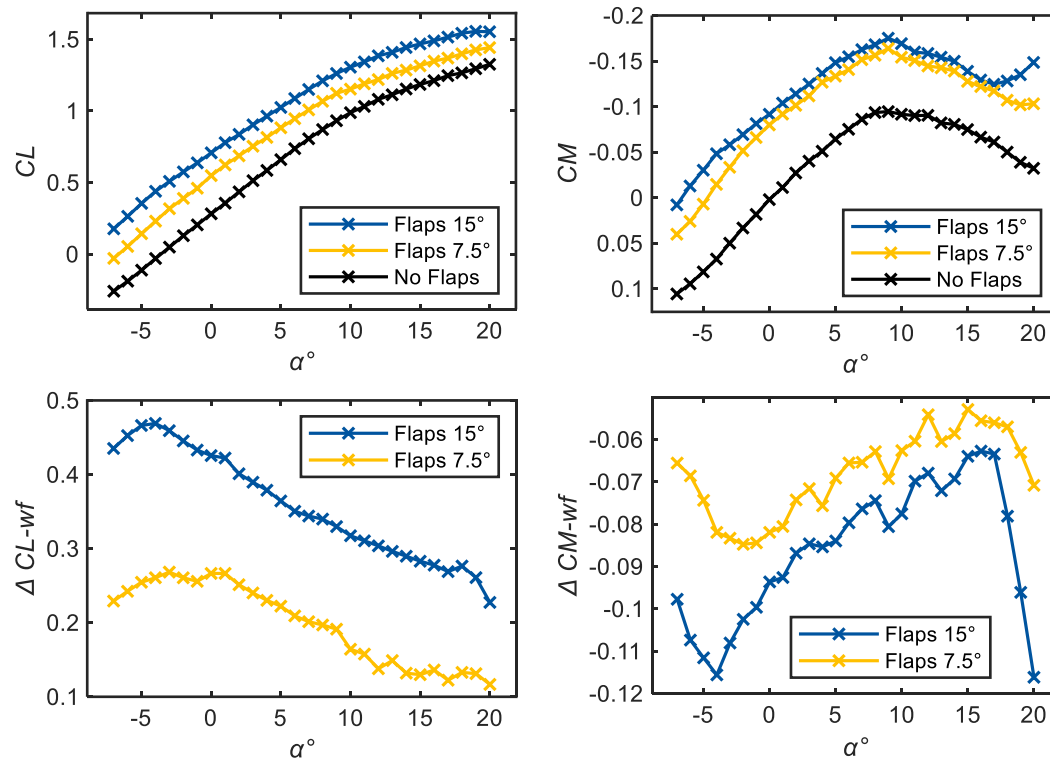 CL
1.5
1
0.5
0
-5 0 5 10 15 20
α°
Flaps 15°
Flaps 7.5°
No Flaps
CM
-0.2
-0.15
-0.1
-0.05
0
0.05
0.1
-5 0 5 10 15 20
α°
Flaps 15°
Flaps 7.5°
No Flaps
Δ CL-wf
0.5
0.4
0.3
0.2
0.1
-5 0 5 10 15 20
α°
Flaps 15°
Flaps 7.5°
Δ CM-wf
-0.06
-0.07
-0.08
-0.09
-0.1
-0.11
-0.12
-5 0 5 10 15 20
α°
Flaps 15°
Flaps 7.5°